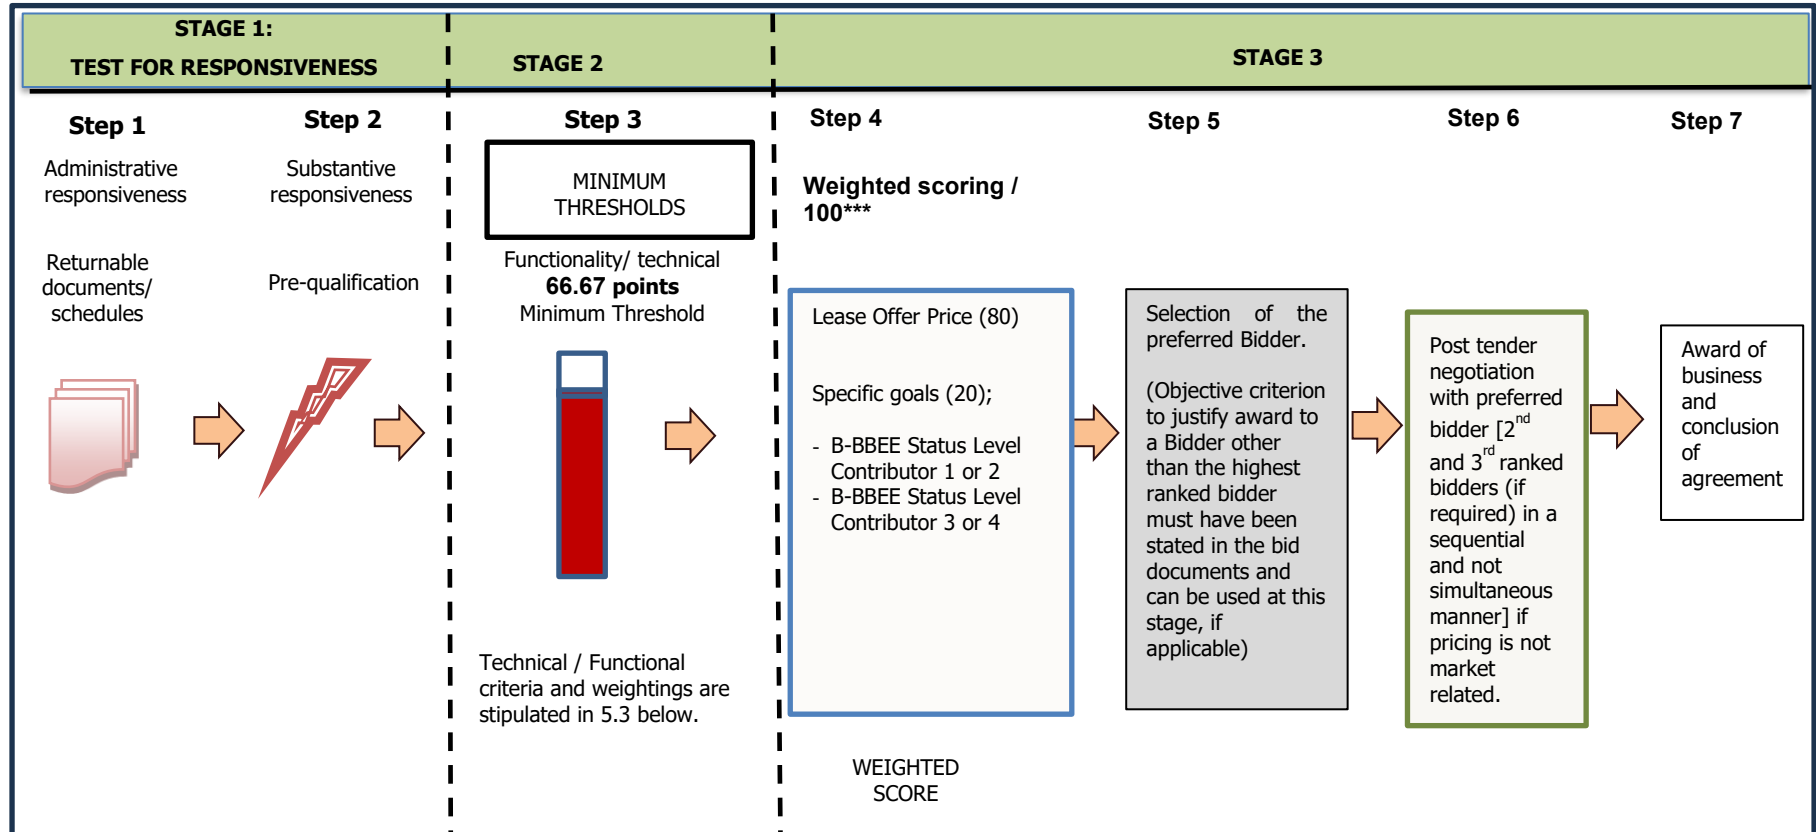 STAGE 1:
TEST FOR RESPONSIVENESS
STAGE 2
STAGE 3
Step 1
Administrative
responsiveness
Returnable
documents/
schedules
Step 2
Substantive
responsiveness
Pre-qualification
Step 3
MINIMUM
THRESHOLDS
Functionality/ technical
66.67 points
Minimum Threshold
Technical / Functional
criteria and weightings are
stipulated in 5.3 below.
Step 4
Weighted scoring /
100***
Lease Offer Price (80)
Specific goals (20);
- B-BBEE Status Level
Contributor 1 or 2
- B-BBEE Status Level
Contributor 3 or 4
WEIGHTED
SCORE
Step 5
Selection of the
preferred Bidder.
(Objective criterion
to justify award to
a Bidder other
than the highest
ranked bidder
must have been
stated in the bid
documents and
can be used at this
stage, if
applicable)
Step 6
Post tender
negotiation
with preferred
bidder [2nd
and 3rd ranked
bidders (if
required) in a
sequential
and not
simultaneous
manner] if
pricing is not
market
related.
Step 7
Award of
business
and
conclusion
of
agreement